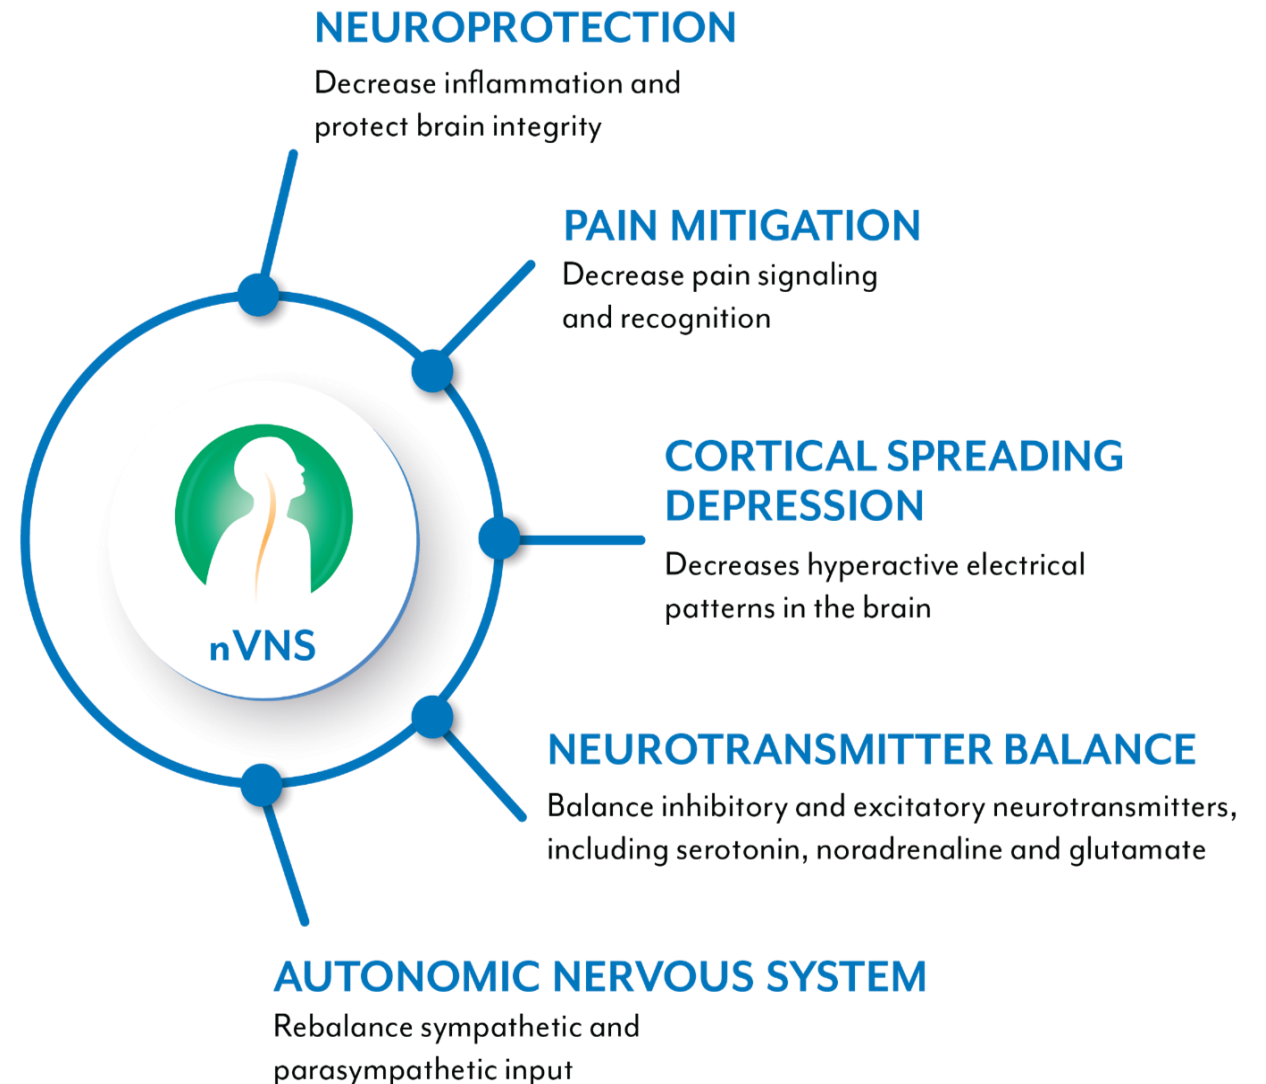 NEUROPROTECTION
Decrease inflammation and
protect brain integrity
PAIN MITIGATION
Decrease pain signaling
and recognition
CORTICAL SPREADING
DEPRESSION
Decreases hyperactive electrical
patterns in the brain
nVNS
NEUROTRANSMITTER BALANCE
Balance inhibitory and excitatory neurotransmitters,
including serotonin, noradrenaline and glutamate
AUTONOMIC NERVOUS SYSTEM
Rebalance sympathetic and
parasympathetic input